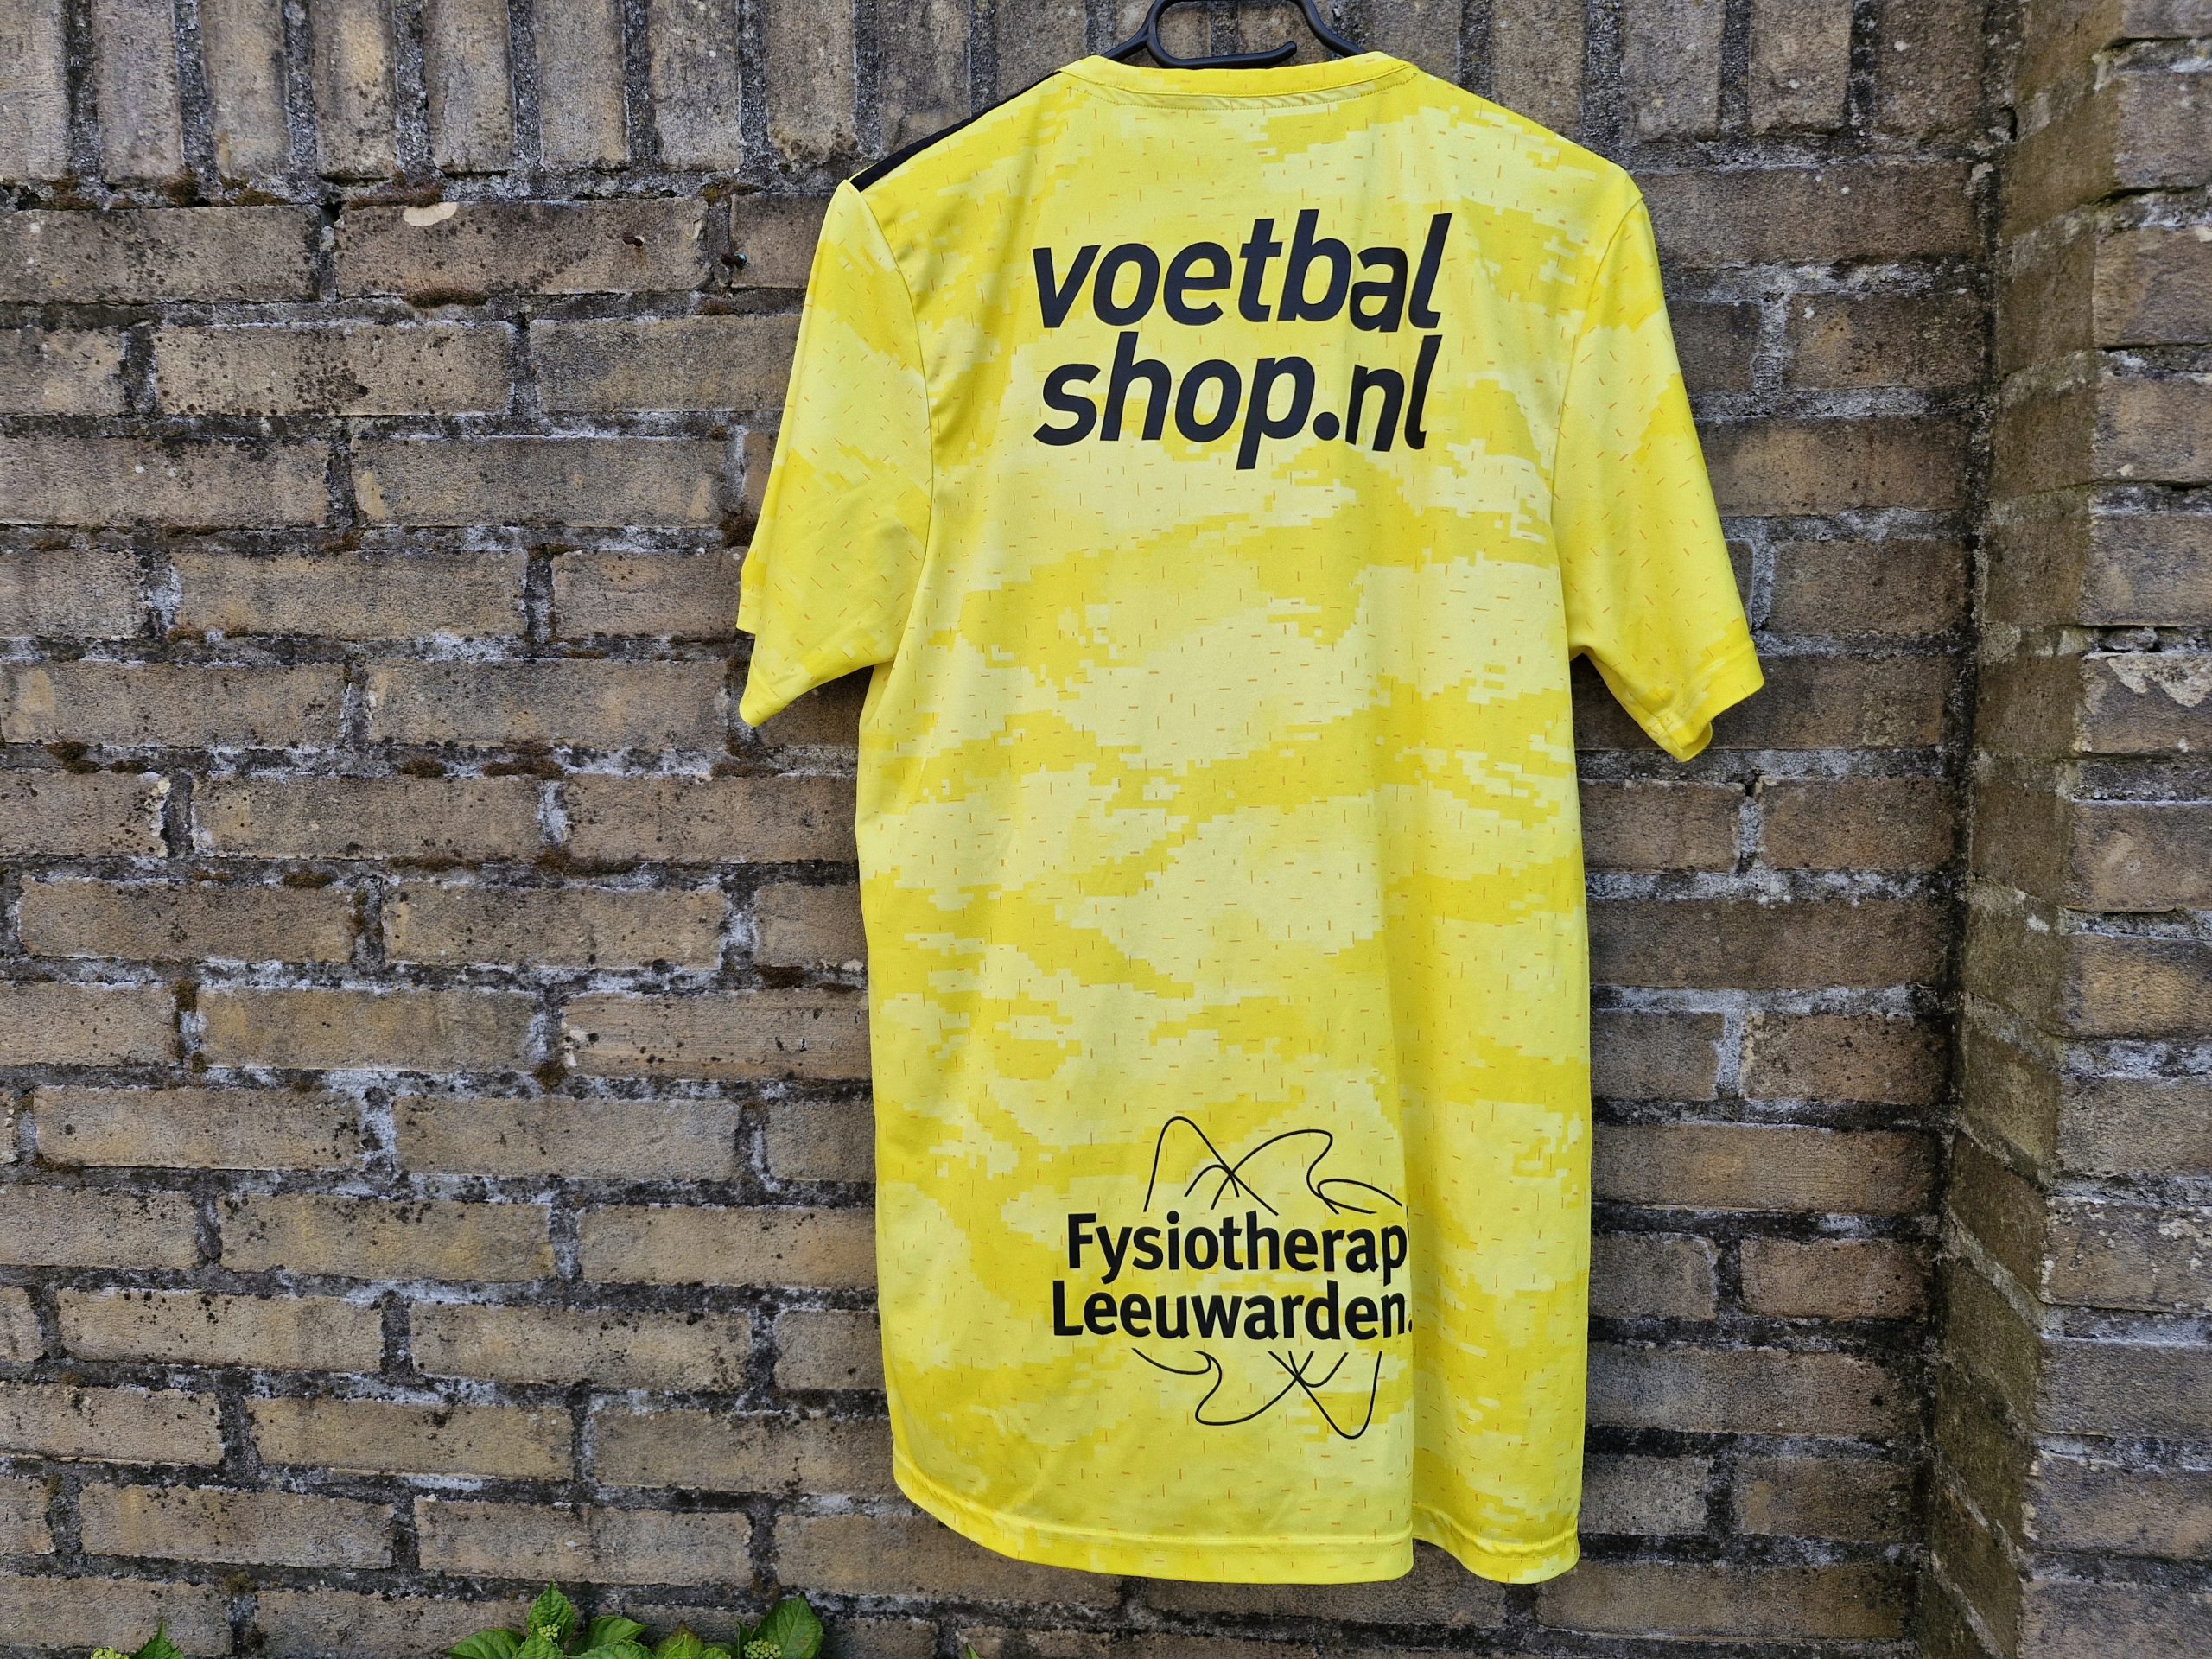 voetbal
shop.nl
Fysiotherap
Leeuwarden.